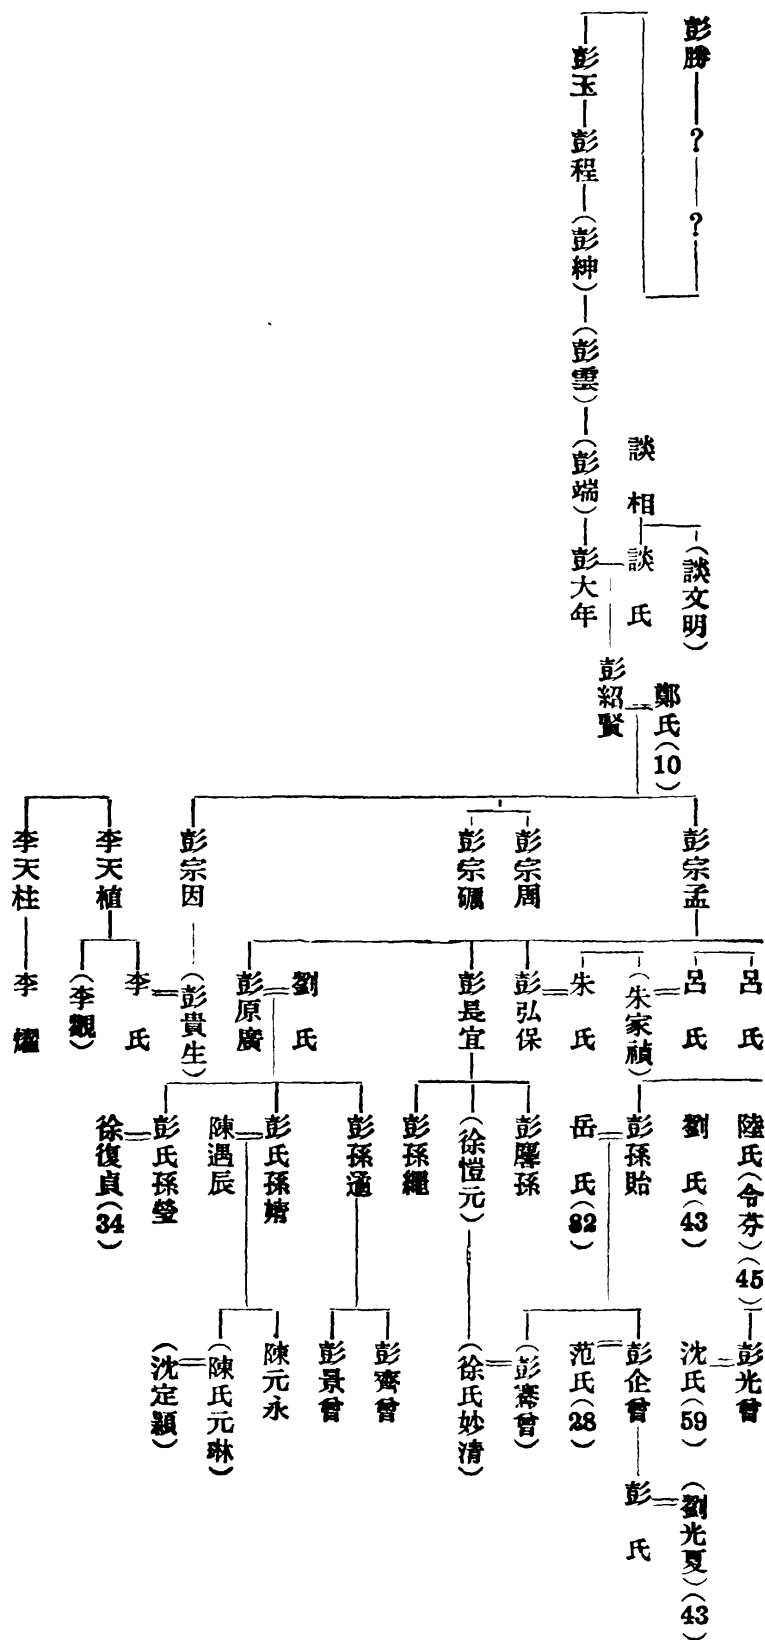 彭勝—?—?
彭玉—彭程—(彭紳)—(彭雲)—(彭端)—彭大年
談相
談氏
(談文明)
鄭氏(10)
彭紹賢
彭宗孟
彭宗周
彭宗礪
彭宗因
李天植
李天柱
呂氏
呂氏
(朱家禎)
朱氏
彭弘保
彭長宜
劉氏
彭原廣
(彭貴生)
李氏
(李觀)
李燿
陸氏(令芬)(45)
劉氏(43)
彭孫貽
岳氏(82)
彭麐孫
(徐愷元)
彭孫繩
彭孫遹
彭氏孫婧
陳遇辰
彭氏孫瑩
徐復貞(34)
彭光曾
沈氏(59)
彭企曾
范氏(28)
(彭騫曾)
(徐氏妙清)
彭齊曾
彭景曾
陳元永
(陳氏元琳)
(沈定穎)
(劉光夏)(43)
彭氏